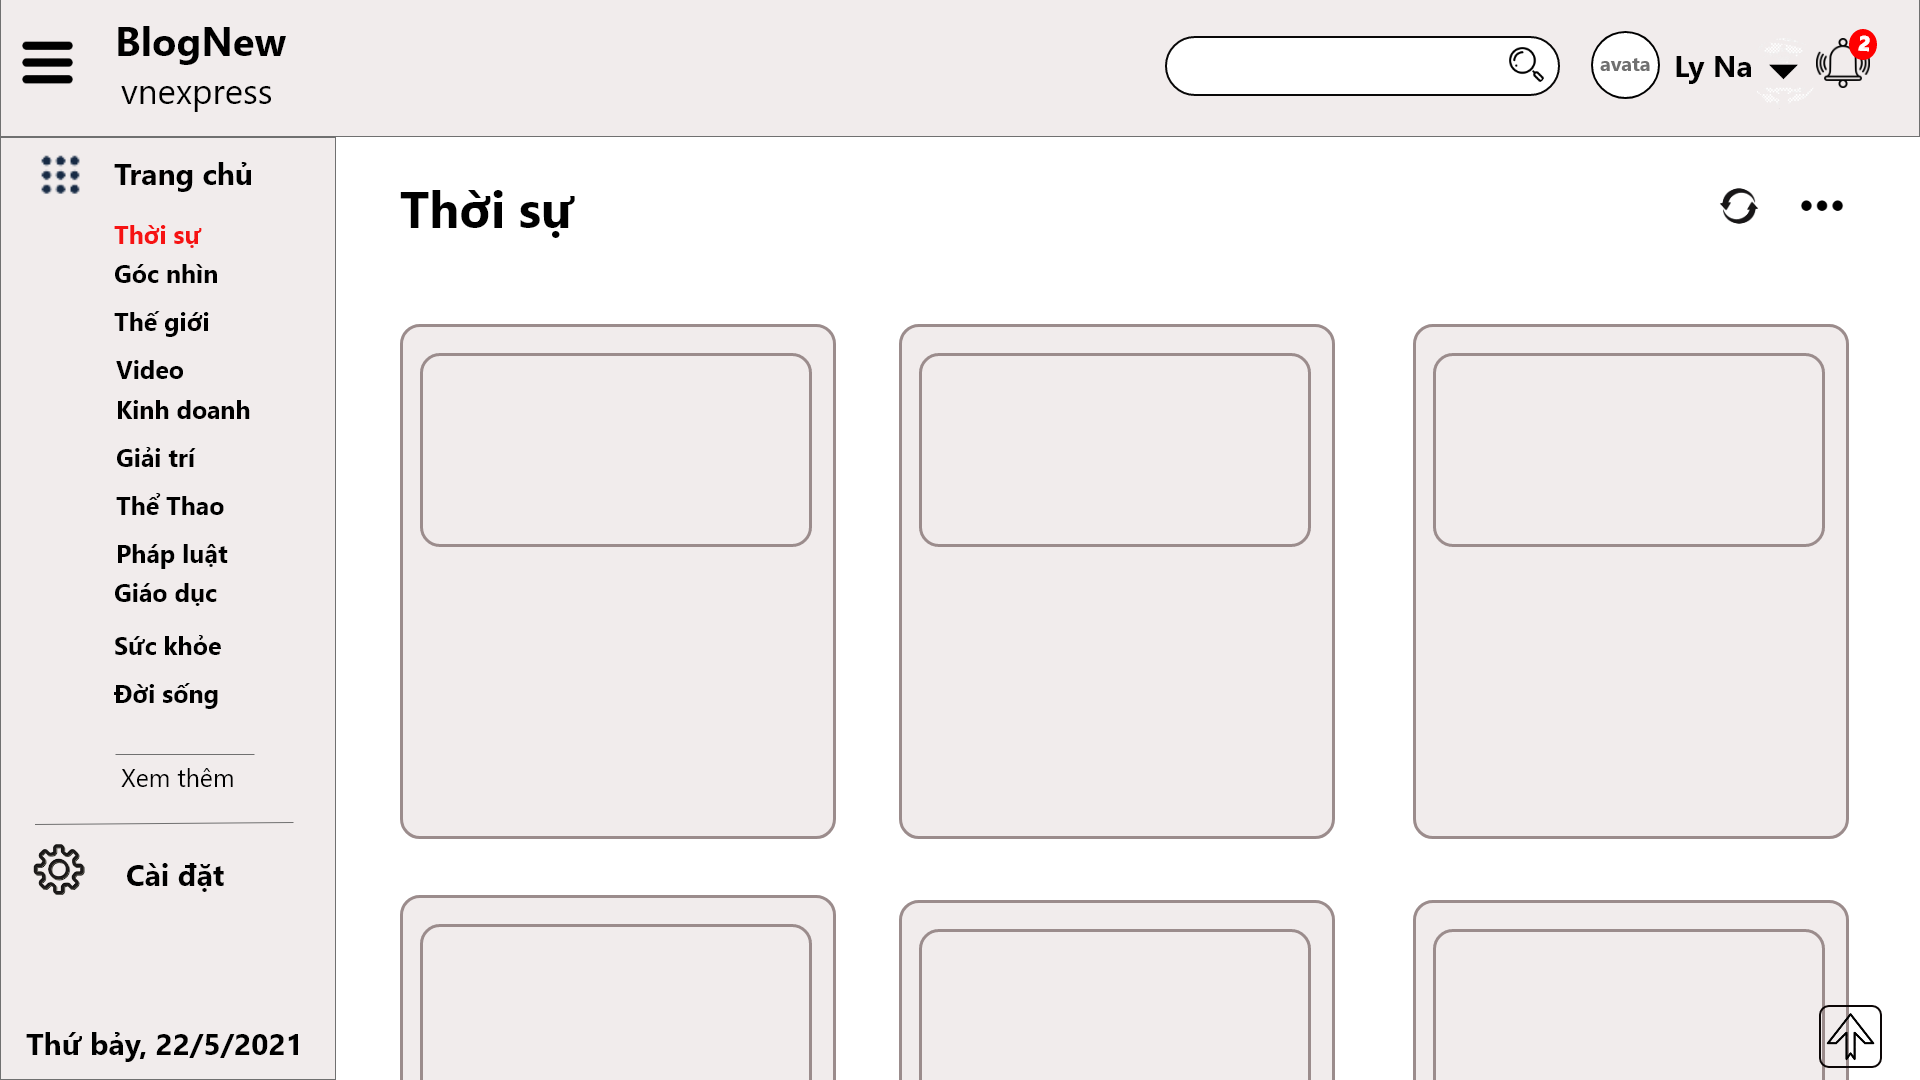 BlogNew
vnexpress
avata
Ly Na
2
Trang chủ
Thời sự
Góc nhìn
Thế giới
Video
Kinh doanh
Giải trí
Thể Thao
Pháp luật
Giáo dục
Sức khỏe
Đời sống
Xem thêm
Cài đặt
Thứ bảy, 22/5/2021
Thời sự